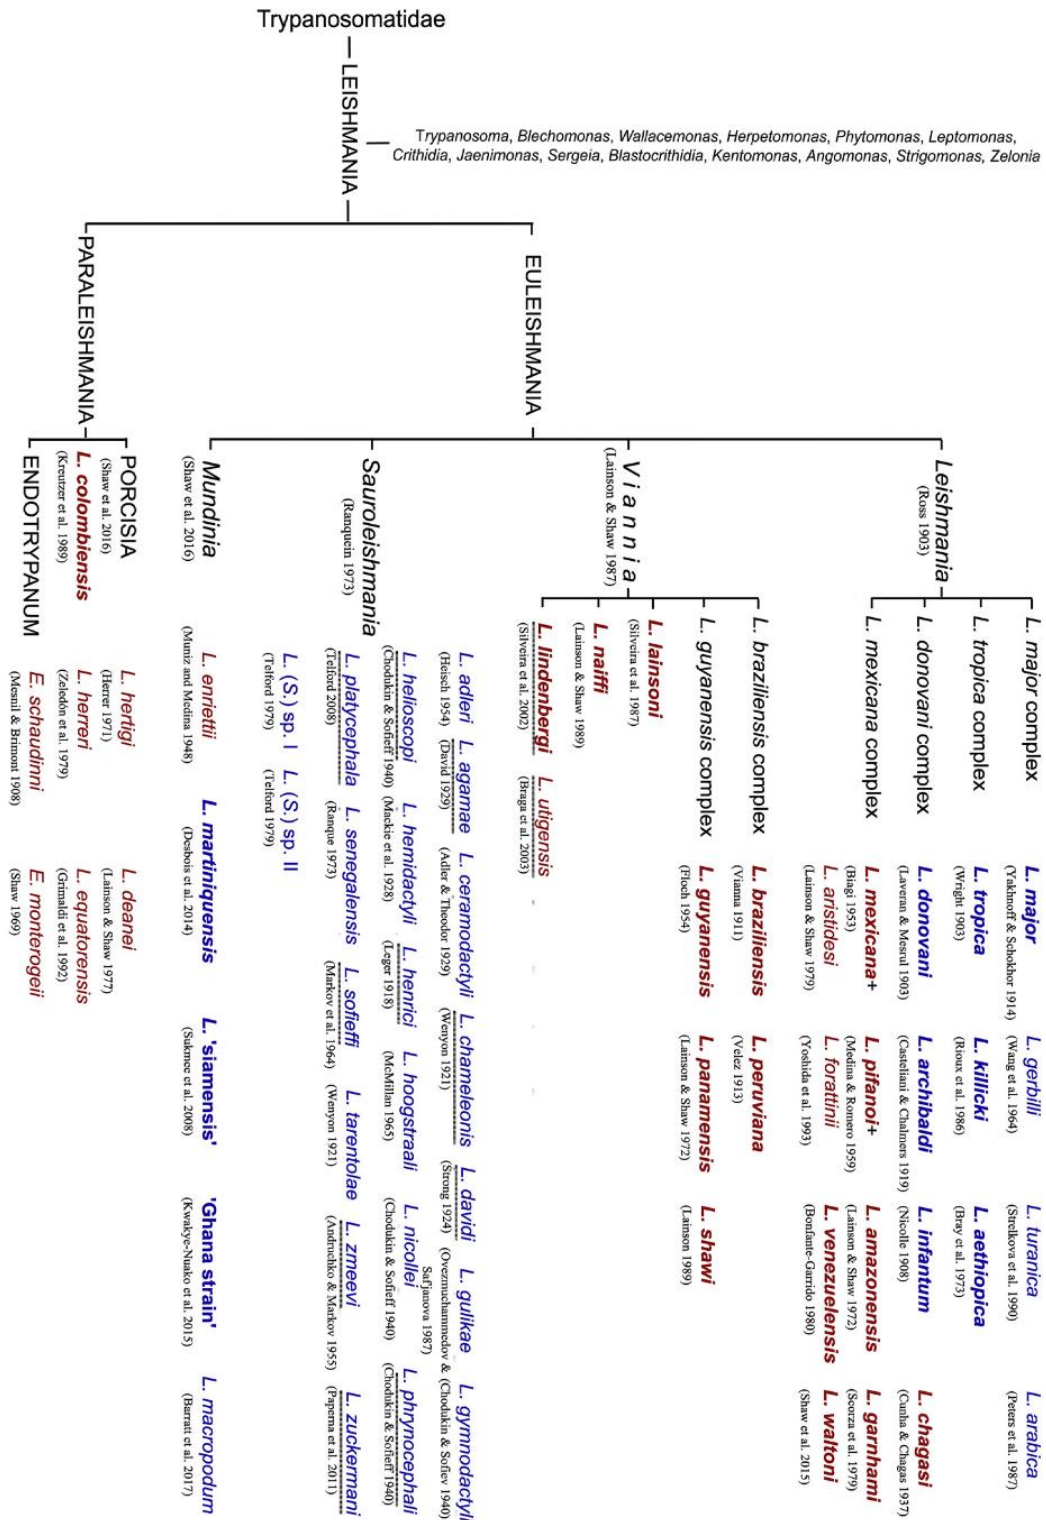 Trypanosomatidae
LEISHMANIA
Trypanosoma, Blechomonas, Wallacemonas, Herpetomonas, Phytomonas, Leptomonas,
Crithidia, Jaenimonas, Sergeia, Blastocrithidia, Kentomonas, Angomonas, Strigomonas, Zelonia
EULEISHMANIA
PARALEISHMANIA
Leishmania
(Ross 1903)
L. major complex
L. major
(Yakhnoff & Schokhor 1914)
L. gerbilli
(Wang et al. 1964)
L. turanica
(Strelkova et al. 1990)
L. arabica
(Peters et al. 1987)
L. tropica complex
L. tropica
(Wright 1903)
L. killicki
(Rioux et al. 1986)
L. aethiopica
(Bray et al. 1973)
L. donovani complex
L. donovani
(Laveran & Mesrul 1903)
L. archibaldi
(Casteliani & Chalmers 1919)
L. infantum
(Nicolle 1908)
L. chagasi
(Cunha & Chagas 1937)
L. mexicana complex
L. mexicana+
(Biagi 1953)
L. pifanoi+
(Medina & Romero 1959)
L. amazonensis
(Lainson & Shaw 1972)
L. garnhami
(Scorza et al. 1979)
L. aristidesi
(Lainson & Shaw 1979)
L. forattinii
(Yoshida et al. 1993)
L. venezuelensis
(Bonfante-Garrido 1980)
L. waltoni
(Shaw et al. 2015)
Viannia
(Lainson & Shaw 1987)
L. braziliensis complex
L. braziliensis
(Vianna 1911)
L. peruviana
(Velez 1913)
L. guyanensis complex
L. guyanensis
(Floch 1954)
L. panamensis
(Lainson & Shaw 1972)
L. shawi
(Lainson 1989)
L. lainsoni
(Silveira et al. 1987)
L. naiffi
(Lainson & Shaw 1989)
L. lindenbergi
(Silveira et al. 2002)
L. utigensis
(Braga et al. 2003)
Sauroleishmania
(Ranquein 1973)
L. adleri
(Heisch 1954)
L. agamae
(David 1929)
L. ceramodactyli
(Adler & Theodor 1929)
L. chameleonis
(Wenyon 1921)
L. davidi
(Strong 1924)
L. gulikae
(Ovezmuchammedov &
Saf'janova 1987)
L. gymnodactyli
(Chodukin & Sofiev 1940)
L. helioscopi
(Chodukin & Sofieff 1940)
L. hemidactyli
(Mackie et al. 1928)
L. henrici
(Leger 1918)
L. hoogstraali
(McMillan 1965)
L. nicollei
(Chodukin & Sofieff 1940)
L. phrynocephali
(Chodukin & Sofieff 1940)
L. platycephala
(Telford 2008)
L. senegalensis
(Ranque 1973)
L. sofieffi
(Markov et al. 1964)
L. tarentolae
(Wenyon 1921)
L. zmeevi
(Andruchko & Markov 1955)
L. zuckermani
(Paperna et al. 2011)
L. (S.) sp. I
(Telford 1979)
L. (S.) sp. II
(Telford 1979)
Mundinia
(Shaw et al. 2016)
L. enriettii
(Muniz and Medina 1948)
L. martiniquensis
(Desbois et al. 2014)
L. 'siamensis'
(Sukmee et al. 2008)
'Ghana strain'
(Kwakye-Nuako et al. 2015)
L. macropodum
(Barratt et al. 2017)
PORCISIA
(Shaw et al. 2016)
L. hertigi
(Herrer 1971)
L. deanei
(Lainson & Shaw 1977)
L. colombiensis
(Kreutzer et al. 1989)
L. herreri
(Zeledón et al. 1979)
L. equatorensis
(Grimaldi et al. 1992)
ENDOTRYPANUM
E. schaudinni
(Mesnil & Brimont 1908)
E. monterogeii
(Shaw 1969)